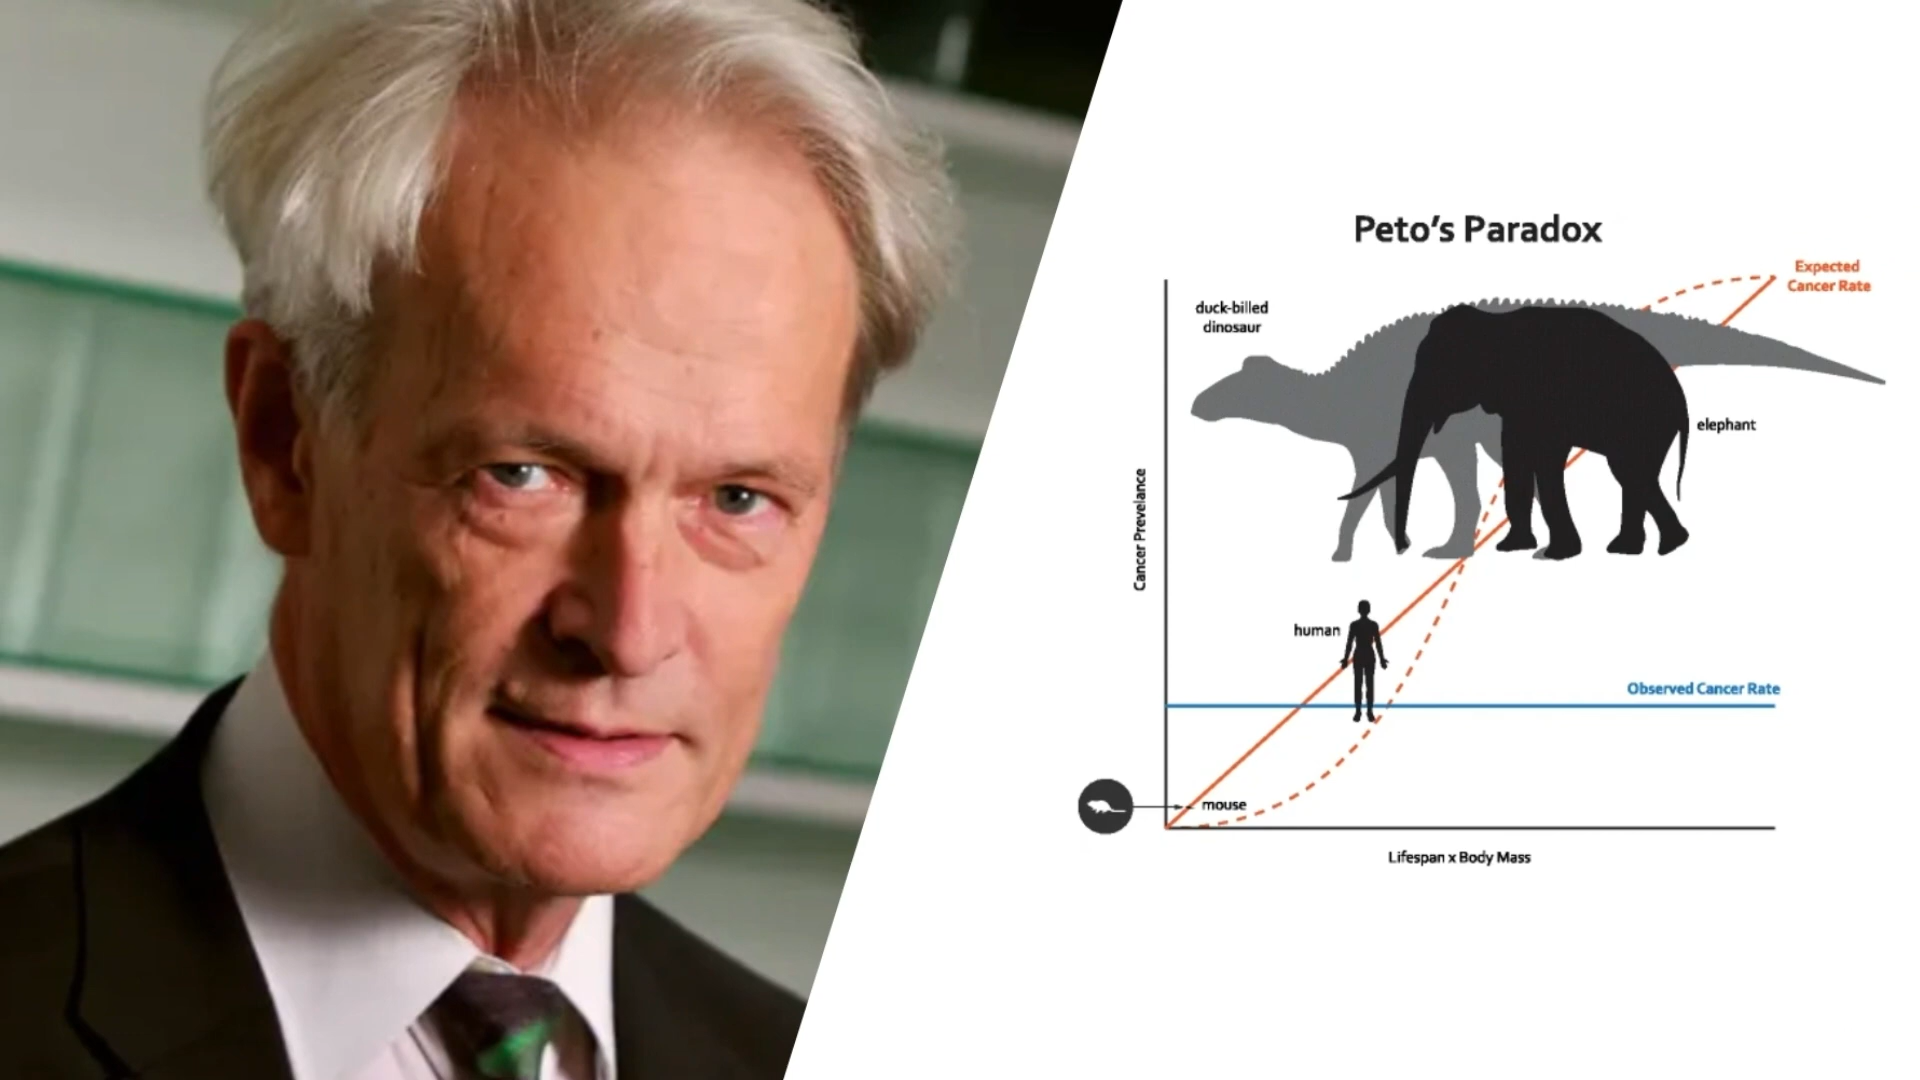 Peto's Paradox
Expected
Cancer Rate
duck-billed
dinosaur
elephant
Cancer Prevelance
human
Observed Cancer Rate
mouse
Lifespan x Body Mass